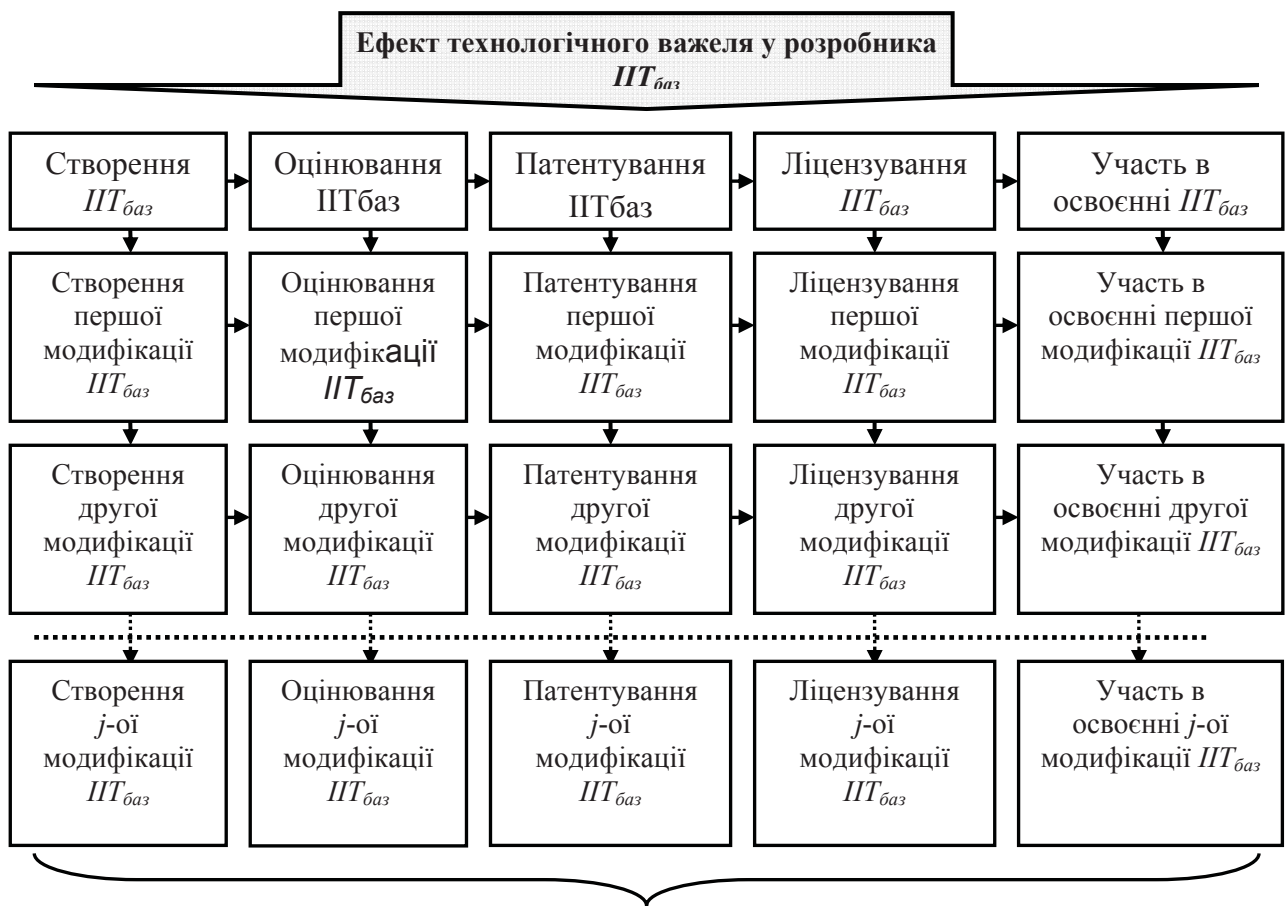 Ефект технологічного важеля у розробника
ІІТбаз
Створення
ІІТбаз
Оцінювання
ІІТбаз
Патентування
ІІТбаз
Ліцензування
ІІТбаз
Участь в
освоєнні ІІТбаз
Створення
першої
модифікації
ІІТбаз
Оцінювання
першої
модифікації
ІІТбаз
Патентування
першої
модифікації
ІІТбаз
Ліцензування
першої
модифікації
ІІТбаз
Участь в
освоєнні першої
модифікації ІІТбаз
Створення
другої
модифікації
ІІТбаз
Оцінювання
другої
модифікації
ІІТбаз
Патентування
другої
модифікації
ІІТбаз
Ліцензування
другої
модифікації
ІІТбаз
Участь в
освоєнні другої
модифікації ІІТбаз
Створення
j-ої
модифікації
ІІТбаз
Оцінювання
j-ої
модифікації
ІІТбаз
Патентування
j-ої
модифікації
ІІТбаз
Ліцензування
j-ої
модифікації
ІІТбаз
Участь в
освоєнні j-ої
модифікації ІІТбаз